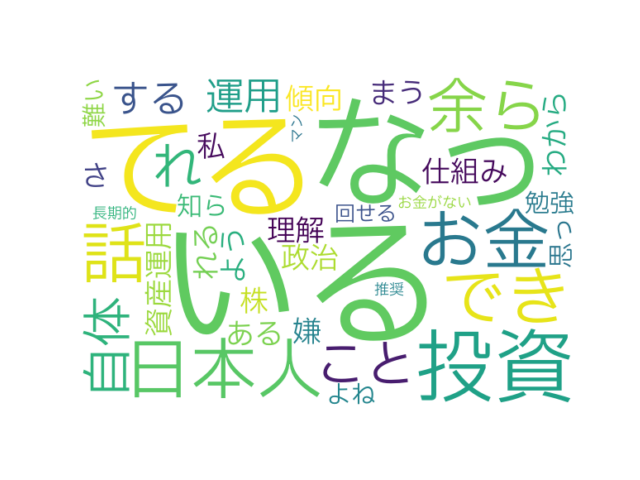 難い
する
運用
傾向
まう
余ら
わから
てる
なっ
マン
さ
れ
私
仕組み
長期的
知ら
回せる
お金がない
勉強
話
資産運用
れる
よう
いる
理解
政治
お金
思っ
自体
株
ある
嫌
推奨
でき
日本人
こと
よね
投資